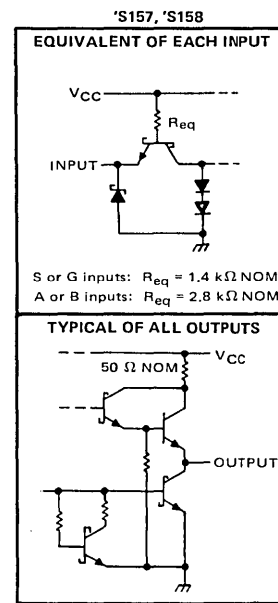 'S157, 'S158
EQUIVALENT OF EACH INPUT
VCC
Req
INPUT
S or G inputs: Req = 1.4 kΩ NOM
A or B inputs: Req = 2.8 kΩ NOM
TYPICAL OF ALL OUTPUTS
VCC
50 Ω NOM
OUTPUT